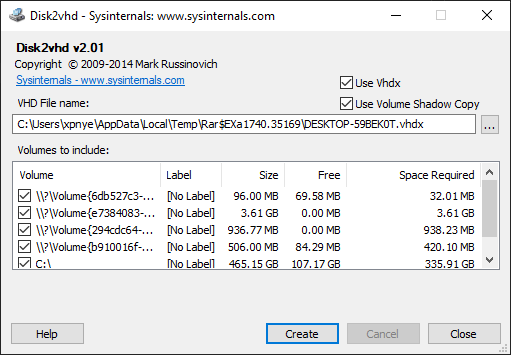 Disk2vhd - Sysinternals: www.sysinternals.com
Disk2vhd v2.01
Copyright © 2009-2014 Mark Russinovich
Sysinternals - www.sysinternals.com
Use Vhdx
VHD File name:
Use Volume Shadow Copy
C:\Users\xpnye\AppData\Local\Temp\Rar$EXa1740.35169\DESKTOP-59BEK0T.vhdx ...
Volumes to include:
Volume Label Size Free Space Required
\\?\Volume{6db527c3-... [No Label] 96.00 MB 69.58 MB 32.01 MB
\\?\Volume{e7384083-... [No Label] 3.61 GB 0.00 MB 3.61 GB
\\?\Volume{294cdc64-... [No Label] 936.77 MB 0.00 MB 938.23 MB
\\?\Volume{b910016f-... [No Label] 506.00 MB 84.29 MB 420.10 MB
C:\ [No Label] 465.15 GB 107.17 GB 335.91 GB
Help Create Cancel Close